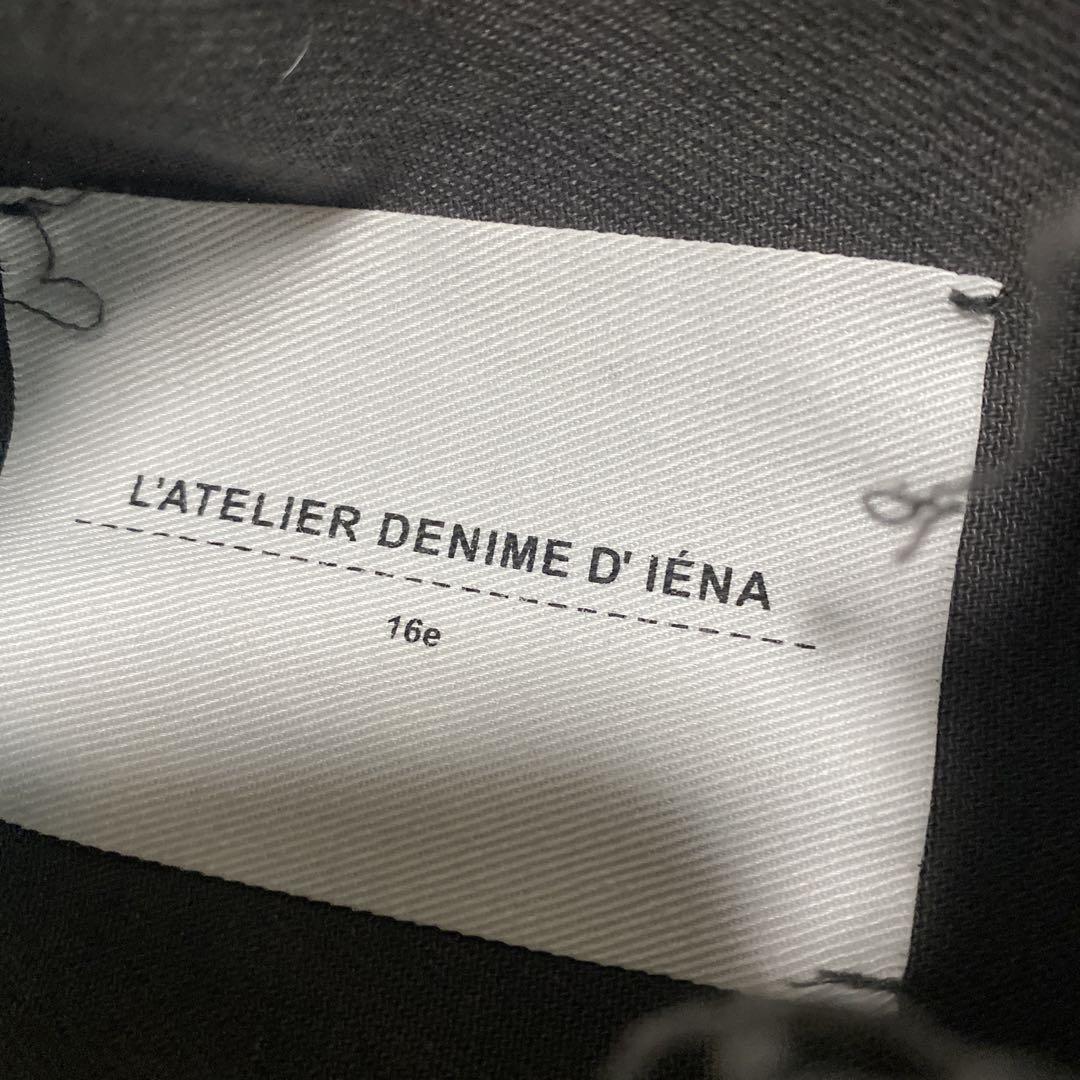 L'ATELIER DENIME D' IÉNA
16e